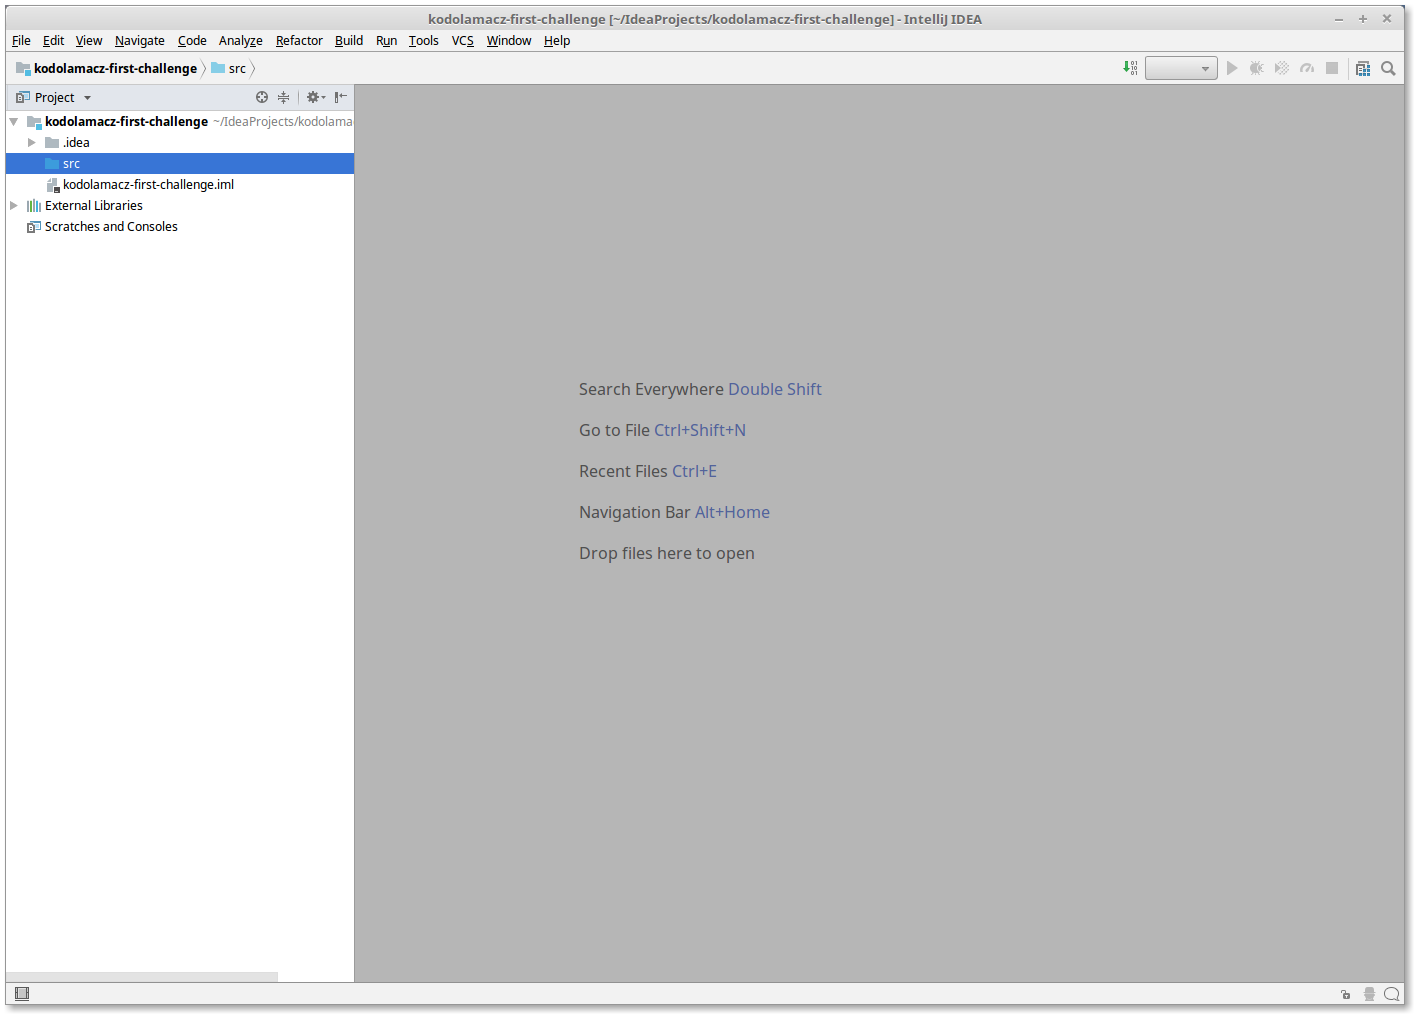 kodolamacz-first-challenge [~/IdeaProjects/kodolamacz-first-challenge] - IntelliJ IDEA
File Edit View Navigate Code Analyze Refactor Build Run Tools VCS Window Help
kodolamacz-first-challenge src
Project
kodolamacz-first-challenge ~/IdeaProjects/kodolama
.idea
src
kodolamacz-first-challenge.iml
External Libraries
Scratches and Consoles
Search Everywhere Double Shift
Go to File Ctrl+Shift+N
Recent Files Ctrl+E
Navigation Bar Alt+Home
Drop files here to open